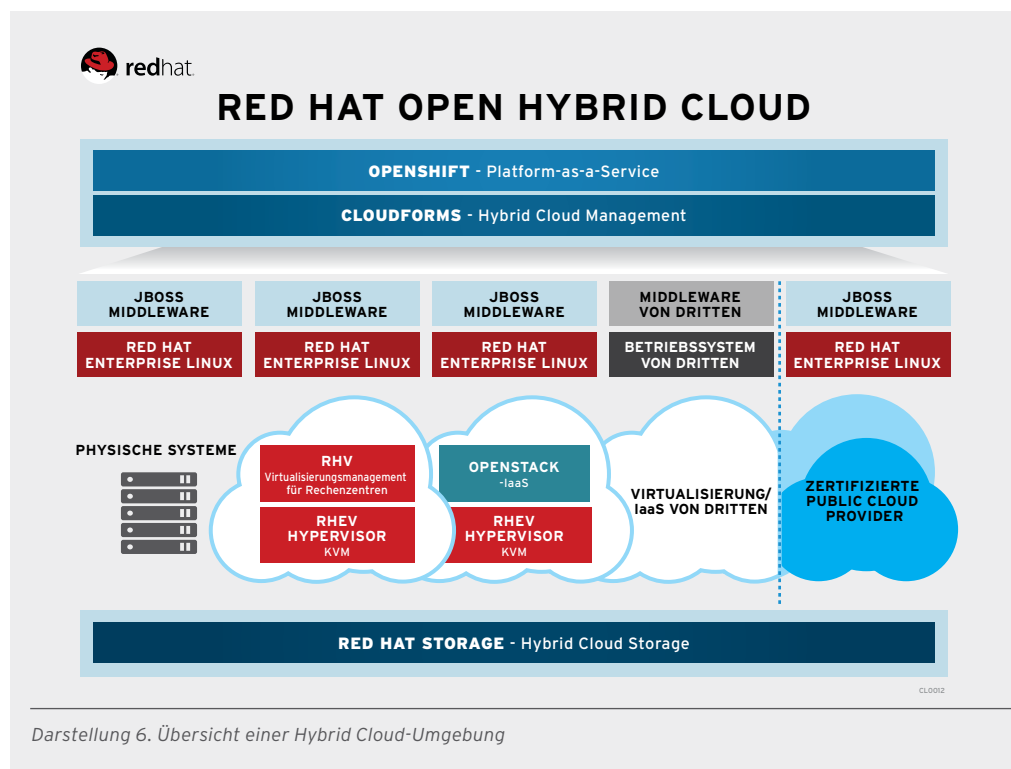 redhat.
RED HAT OPEN HYBRID CLOUD
OPENSHIFT - Platform-as-a-Service
CLOUDFORMS - Hybrid Cloud Management
JBOSS
MIDDLEWARE
JBOSS
MIDDLEWARE
JBOSS
MIDDLEWARE
MIDDLEWARE
VON DRITTEN
JBOSS
MIDDLEWARE
RED HAT
ENTERPRISE LINUX
RED HAT
ENTERPRISE LINUX
RED HAT
ENTERPRISE LINUX
BETRIEBSSYSTEM
VON DRITTEN
RED HAT
ENTERPRISE LINUX
PHYSISCHE SYSTEME
RHV
Virtualisierungsmanagement
für Rechenzentren
RHEV
HYPERVISOR
KVM
OPENSTACK
-IaaS
RHEV
HYPERVISOR
KVM
VIRTUALISIERUNG/
IaaS VON DRITTEN
ZERTIFIZIERTE
PUBLIC CLOUD
PROVIDER
RED HAT STORAGE - Hybrid Cloud Storage
CL0012
Darstellung 6. Übersicht einer Hybrid Cloud-Umgebung